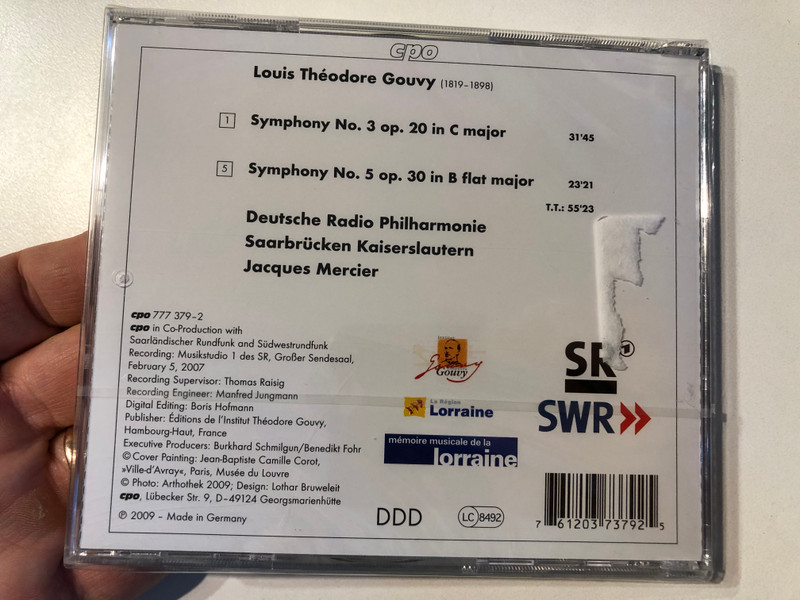 cpo
Louis Théodore Gouvy (1819–1898)
1 Symphony No. 3 op. 20 in C major 31'45
5 Symphony No. 5 op. 30 in B flat major 23'21
T.T.: 55'23
Deutsche Radio Philharmonie
Saarbrücken Kaiserslautern
Jacques Mercier
cpo 777 379–2
cpo in Co-Production with
Saarländischer Rundfunk and Südwestrundfunk
Recording: Musikstudio 1 des SR, Großer Sendesaal,
February 5, 2007
Recording Supervisor: Thomas Raisig
Recording Engineer: Manfred Jungmann
Digital Editing: Boris Hofmann
Publisher: Éditions de l'Institut Théodore Gouvy,
Hambourg-Haut, France
Executive Producers: Burkhard Schmilgun/Benedikt Fohr
© Cover Painting: Jean-Baptiste Camille Corot,
»Ville-d'Avray«, Paris, Musée du Louvre
© Photo: Arthothek 2009; Design: Lothar Bruweleit
cpo, Lübecker Str. 9, D–49124 Georgsmarienhütte
℗ 2009 – Made in Germany
Gouvy
La Région
Lorraine
mémoire musicale de la
lorraine
SR
SWR
DDD
LC 8492
7 61203 73792 5